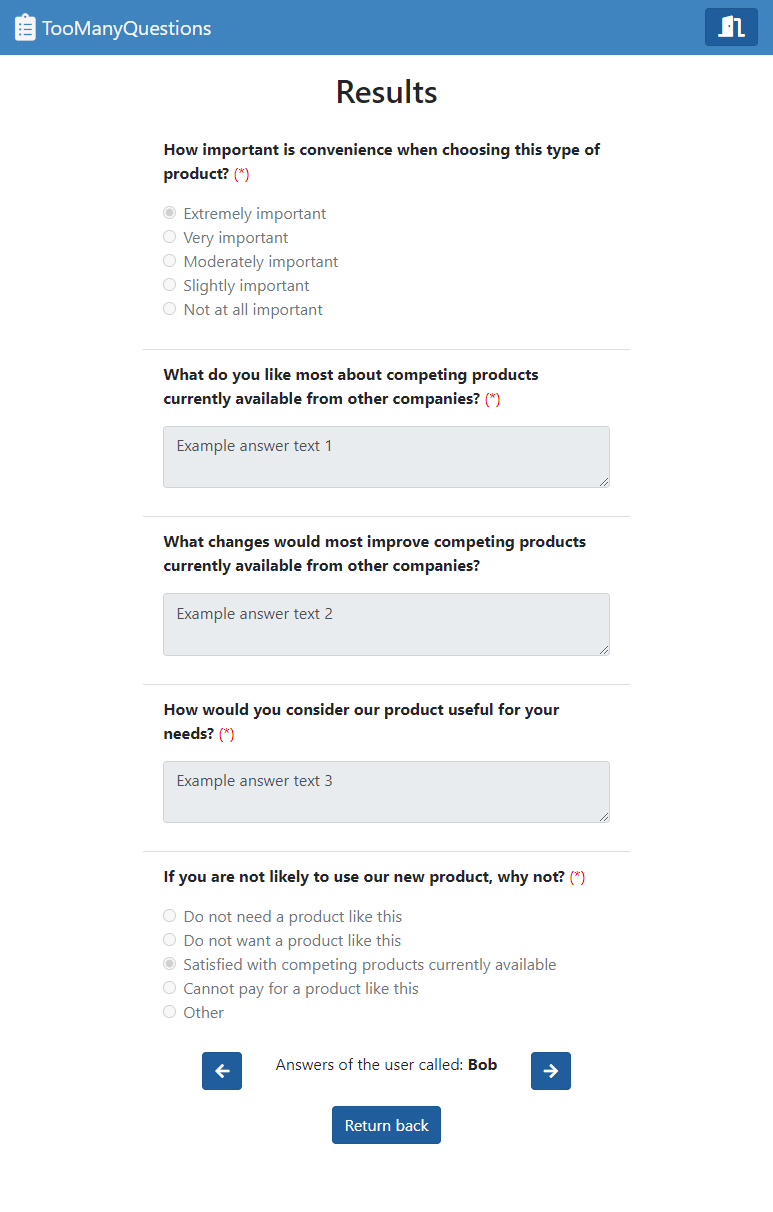 TooManyQuestions
Results
How important is convenience when choosing this type of
product? (*)
Extremely important
Very important
Moderately important
Slightly important
Not at all important
What do you like most about competing products
currently available from other companies? (*)
Example answer text 1
What changes would most improve competing products
currently available from other companies?
Example answer text 2
How would you consider our product useful for your
needs? (*)
Example answer text 3
If you are not likely to use our new product, why not? (*)
Do not need a product like this
Do not want a product like this
Satisfied with competing products currently available
Cannot pay for a product like this
Other
Answers of the user called: Bob
Return back